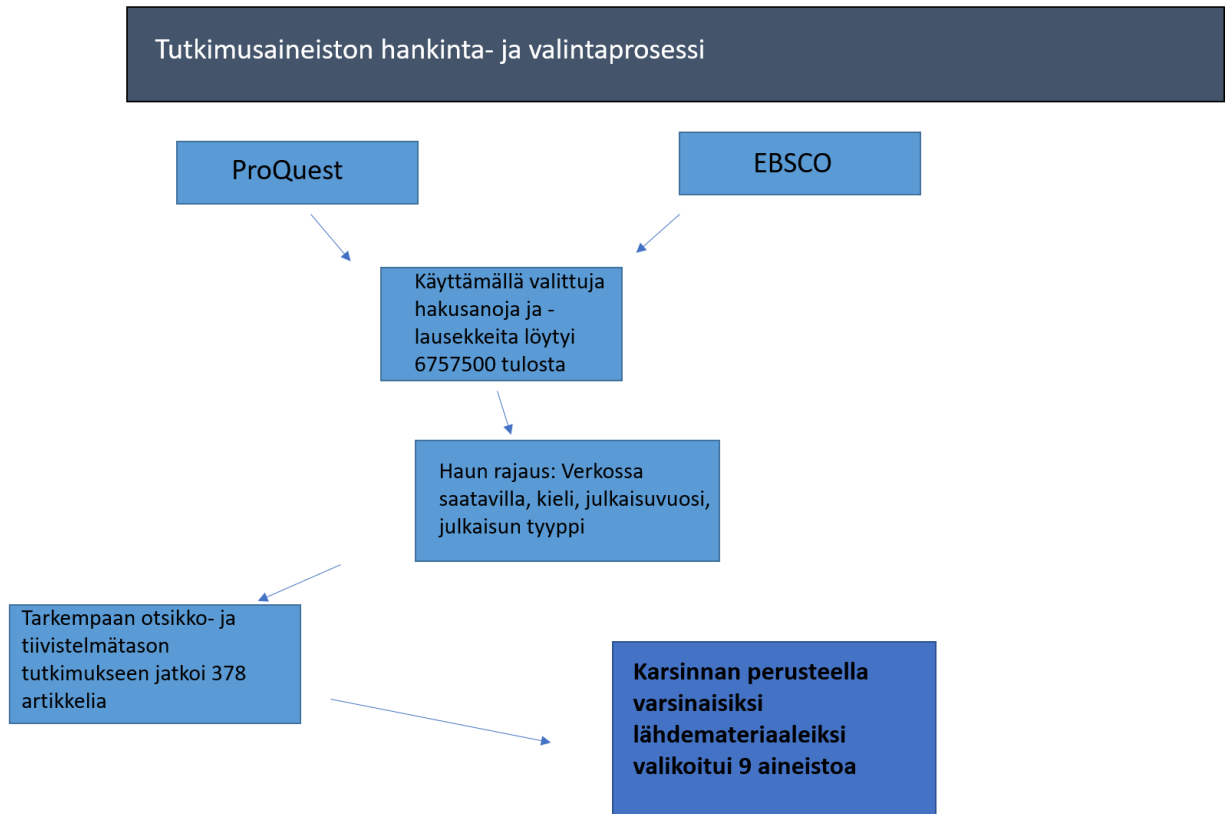 Tutkimusaineiston hankinta- ja valintaprosessi
ProQuest
EBSCO
Käyttämällä valittuja
hakusanoja ja -
lausekkeita löytyi
6757500 tulosta
Haun rajaus: Verkossa
saatavilla, kieli, julkaisuvuosi,
julkaisun tyyppi
Tarkempaan otsikko- ja
tiivistelmätason
tutkimukseen jatkoi 378
artikkelia
Karsinnan perusteella
varsinaisiksi
lähdemateriaaleiksi
valikoitui 9 aineistoa